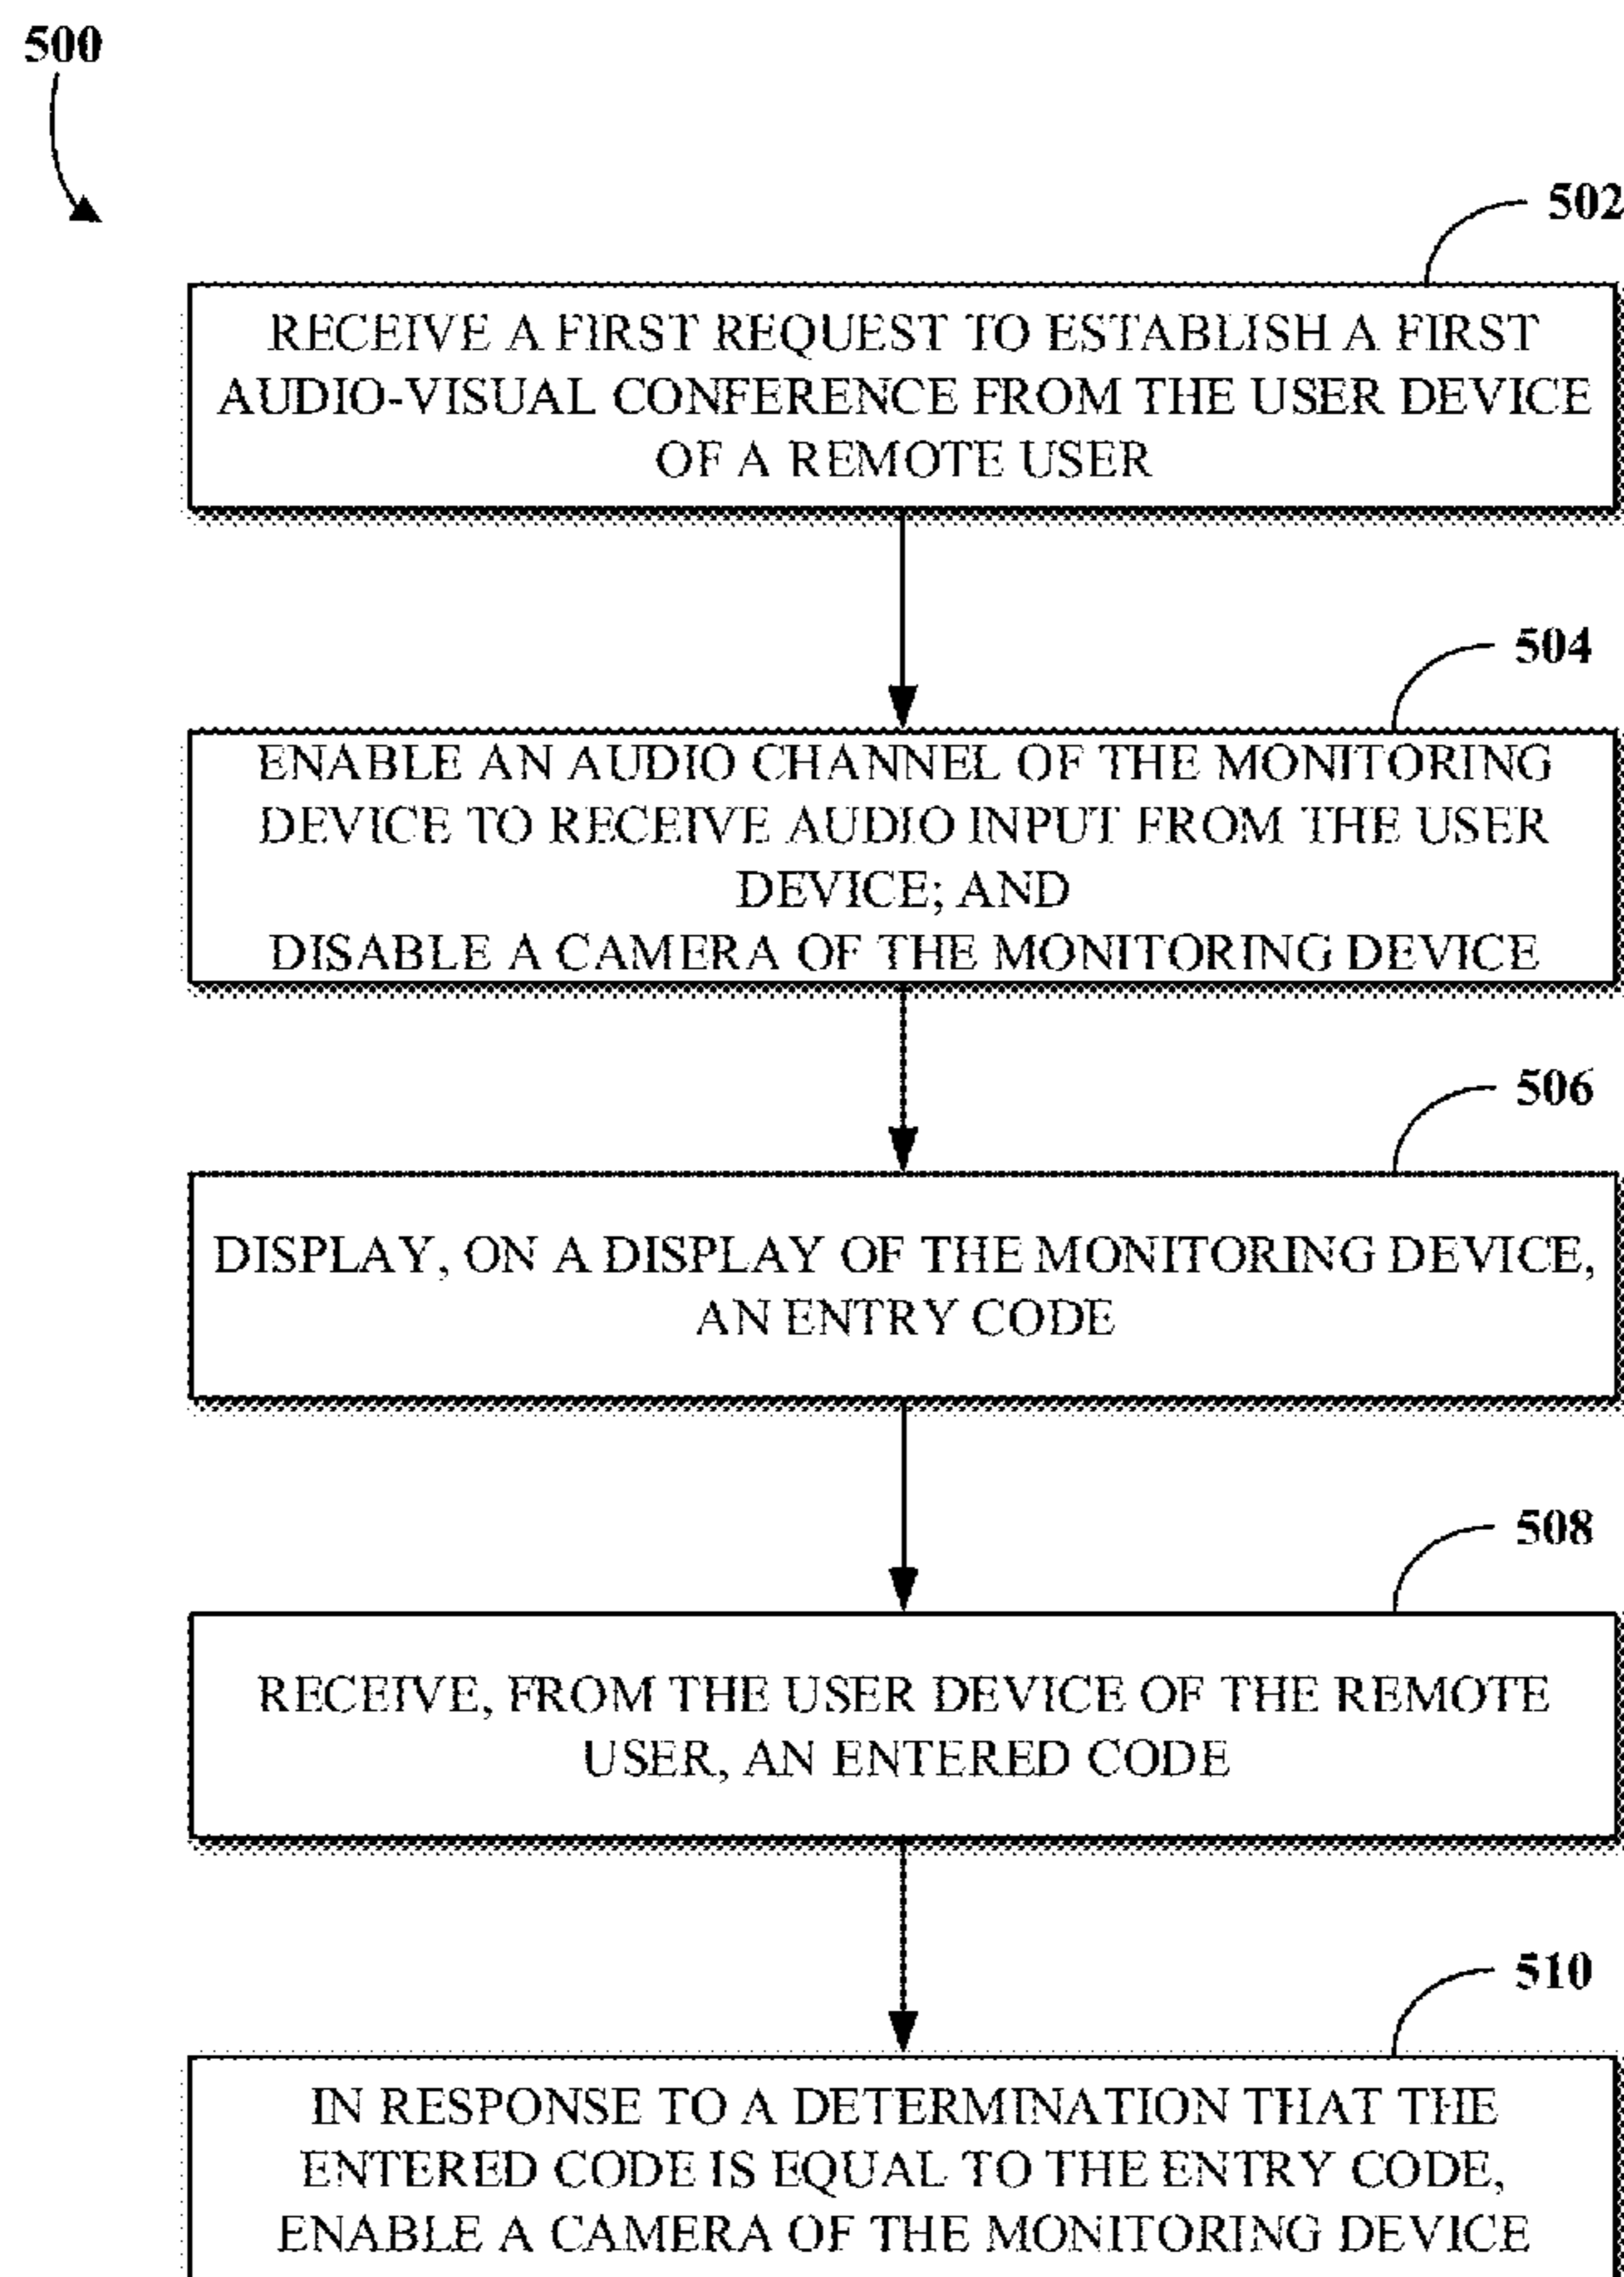 500
502
RECEIVE A FIRST REQUEST TO ESTABLISH A FIRST
AUDIO-VISUAL CONFERENCE FROM THE USER DEVICE
OF A REMOTE USER
504
ENABLE AN AUDIO CHANNEL OF THE MONITORING
DEVICE TO RECEIVE AUDIO INPUT FROM THE USER
DEVICE; AND
DISABLE A CAMERA OF THE MONITORING DEVICE
506
DISPLAY, ON A DISPLAY OF THE MONITORING DEVICE,
AN ENTRY CODE
508
RECEIVE, FROM THE USER DEVICE OF THE REMOTE
USER, AN ENTERED CODE
510
IN RESPONSE TO A DETERMINATION THAT THE
ENTERED CODE IS EQUAL TO THE ENTRY CODE,
ENABLE A CAMERA OF THE MONITORING DEVICE